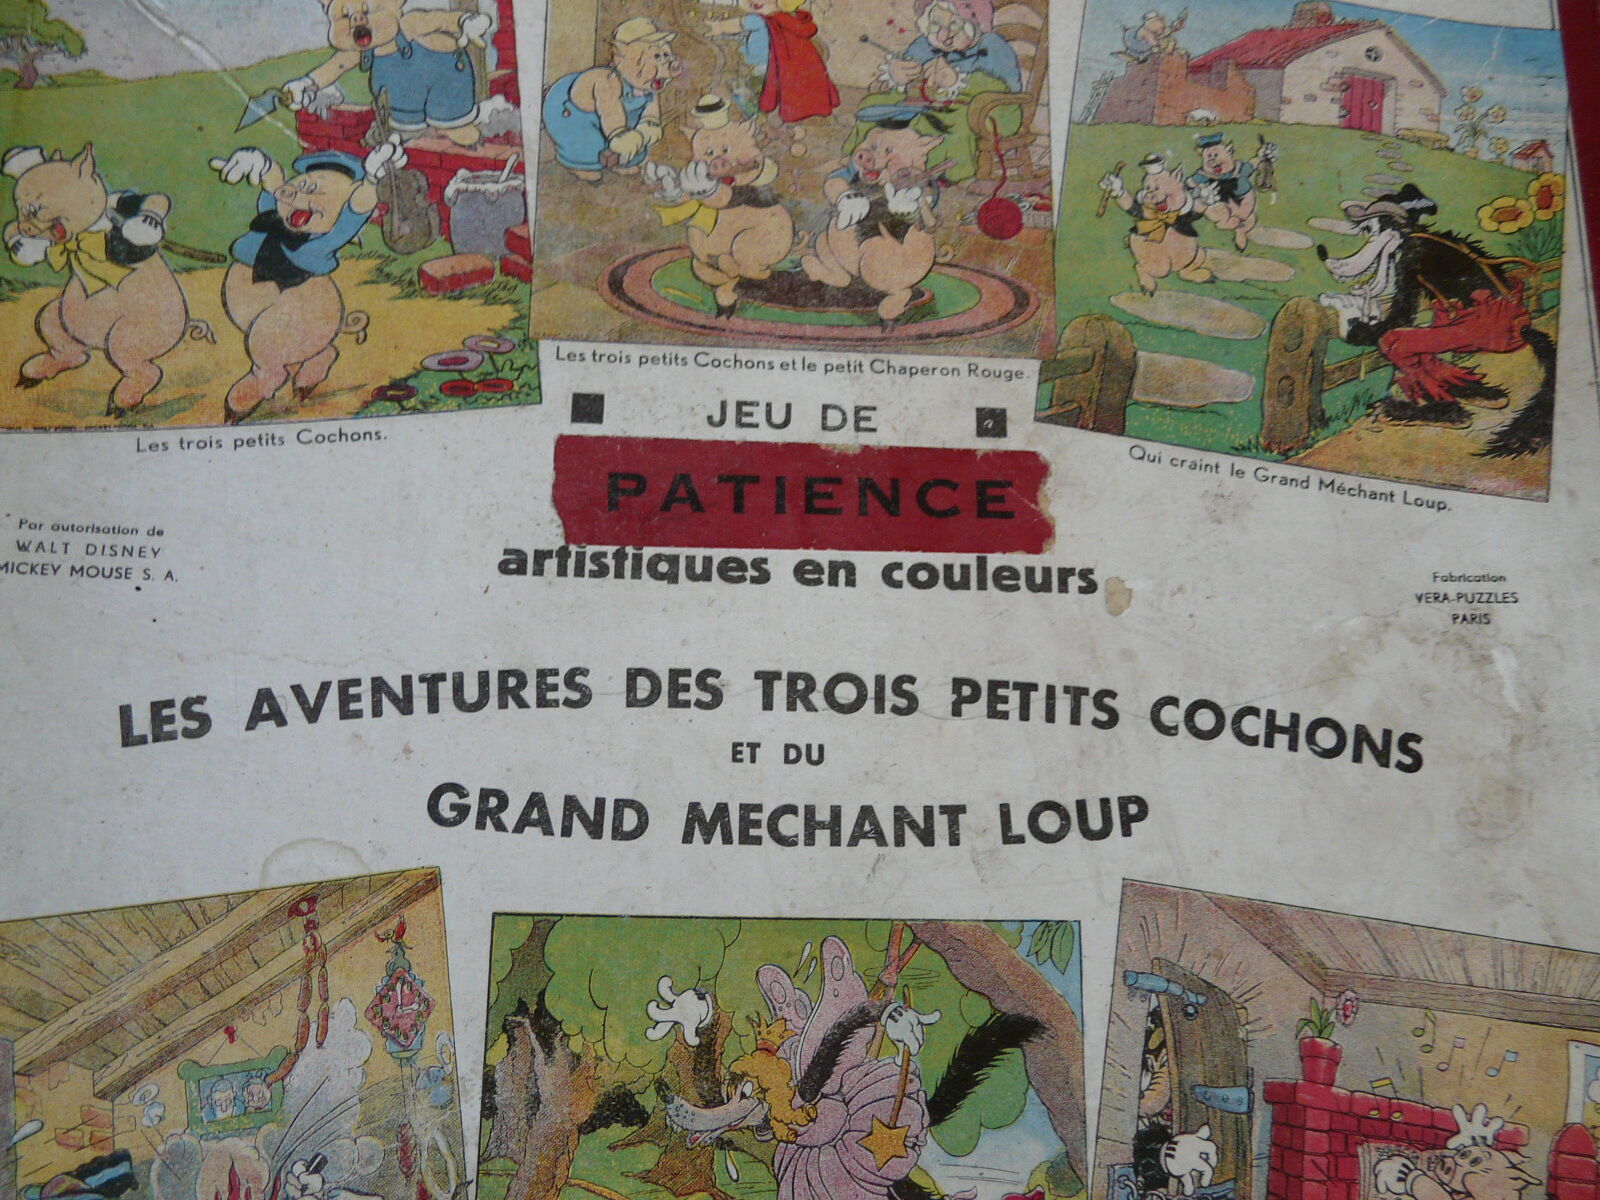 Les trois petits Cochons et le petit Chaperon Rouge.
Les trois petits Cochons.
Qui craint le Grand Méchant Loup.
JEU DE
PATIENCE
artistiques en couleurs
Par autorisation de
WALT DISNEY
MICKEY MOUSE S. A.
Fabrication
VERA-PUZZLES
PARIS
LES AVENTURES DES TROIS PETITS COCHONS
ET DU
GRAND MECHANT LOUP